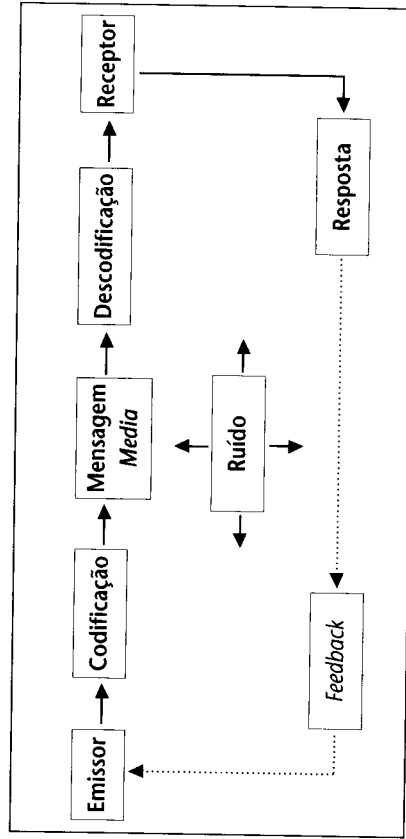 Emissor
Codificação
Mensagem
Media
Descodificação
Receptor
Ruído
Feedback
Resposta